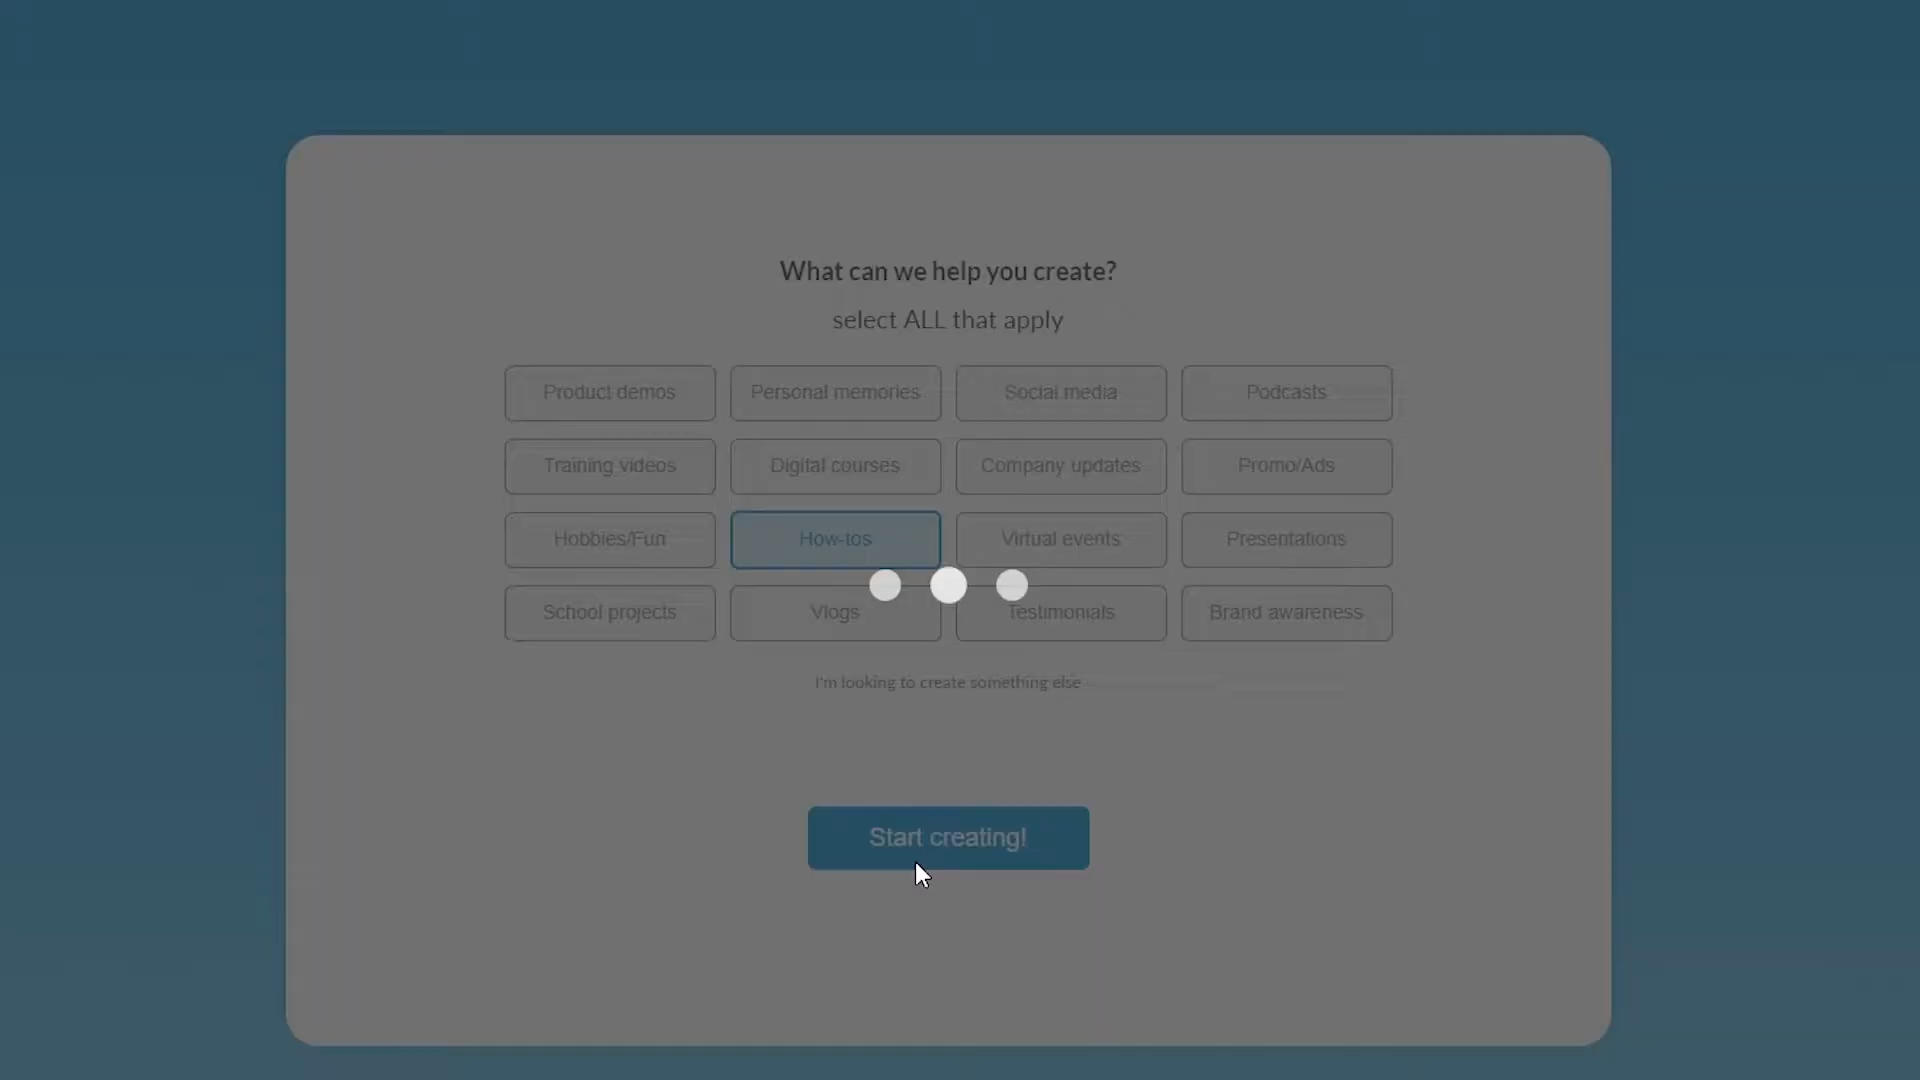 What can we help you create?
select ALL that apply
Product demos
Personal memories
Social media
Podcasts
Training videos
Digital courses
Company updates
Promo/Ads
Hobbies/Fun
How-tos
Virtual events
Presentations
School projects
Vlogs
Testimonials
Brand awareness
I'm looking to create something else
Start creating!